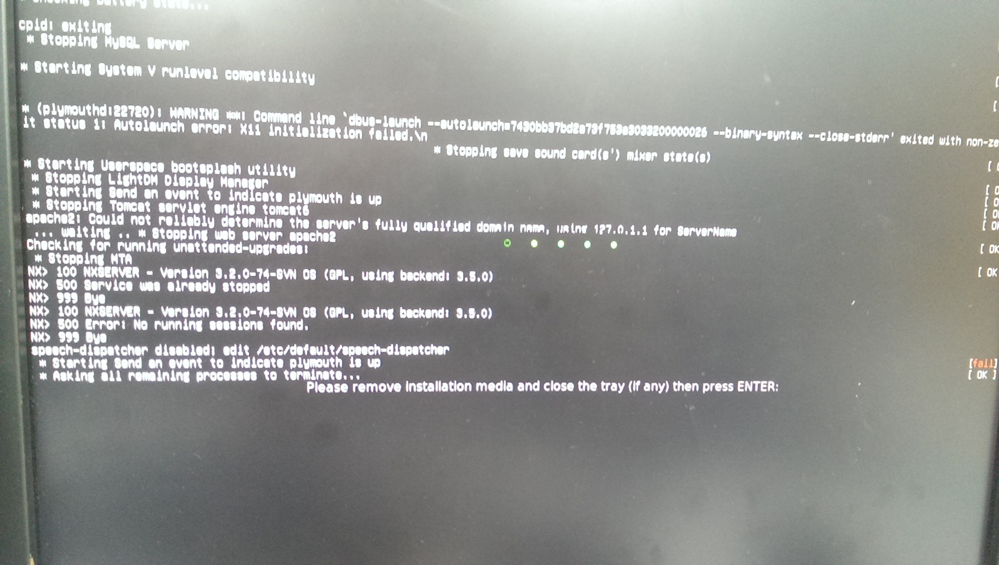 * Checking battery state...
cpid: exiting
* Stopping MySQL Server
* Starting System V runlevel compatibility
[
[
* (plymouthd:22720): WARNING **: Command line `dbus-launch --autolaunch=7430bb37bd2a73f753a3033200000026 --binary-syntax --close-stderr' exited with non-ze
it status 1: Autolaunch error: X11 initialization failed.\n
* Stopping save sound card(s') mixer state(s)
[
* Starting Userspace bootsplash utility
* Stopping LightDM Display Manager [ O
* Starting Send an event to indicate plymouth is up [ O
* Stopping Tomcat servlet engine tomcat6 [ OK
apache2: Could not reliably determine the server's fully qualified domain name, using 127.0.1.1 for ServerName
[ OK
... waiting .. * Stopping web server apache2
Checking for running unattended-upgrades: [ OK
* Stopping MTA
[ OK
NX> 100 NXSERVER - Version 3.2.0-74-SVN OS (GPL, using backend: 3.5.0)
NX> 500 Service was already stopped
NX> 999 Bye
NX> 100 NXSERVER - Version 3.2.0-74-SVN OS (GPL, using backend: 3.5.0)
NX> 500 Error: No running sessions found.
NX> 999 Bye
speech-dispatcher disabled; edit /etc/default/speech-dispatcher
* Starting Send an event to indicate plymouth is up [fail]
* Asking all remaining processes to terminate... [ OK ]
Please remove installation media and close the tray (if any) then press ENTER: